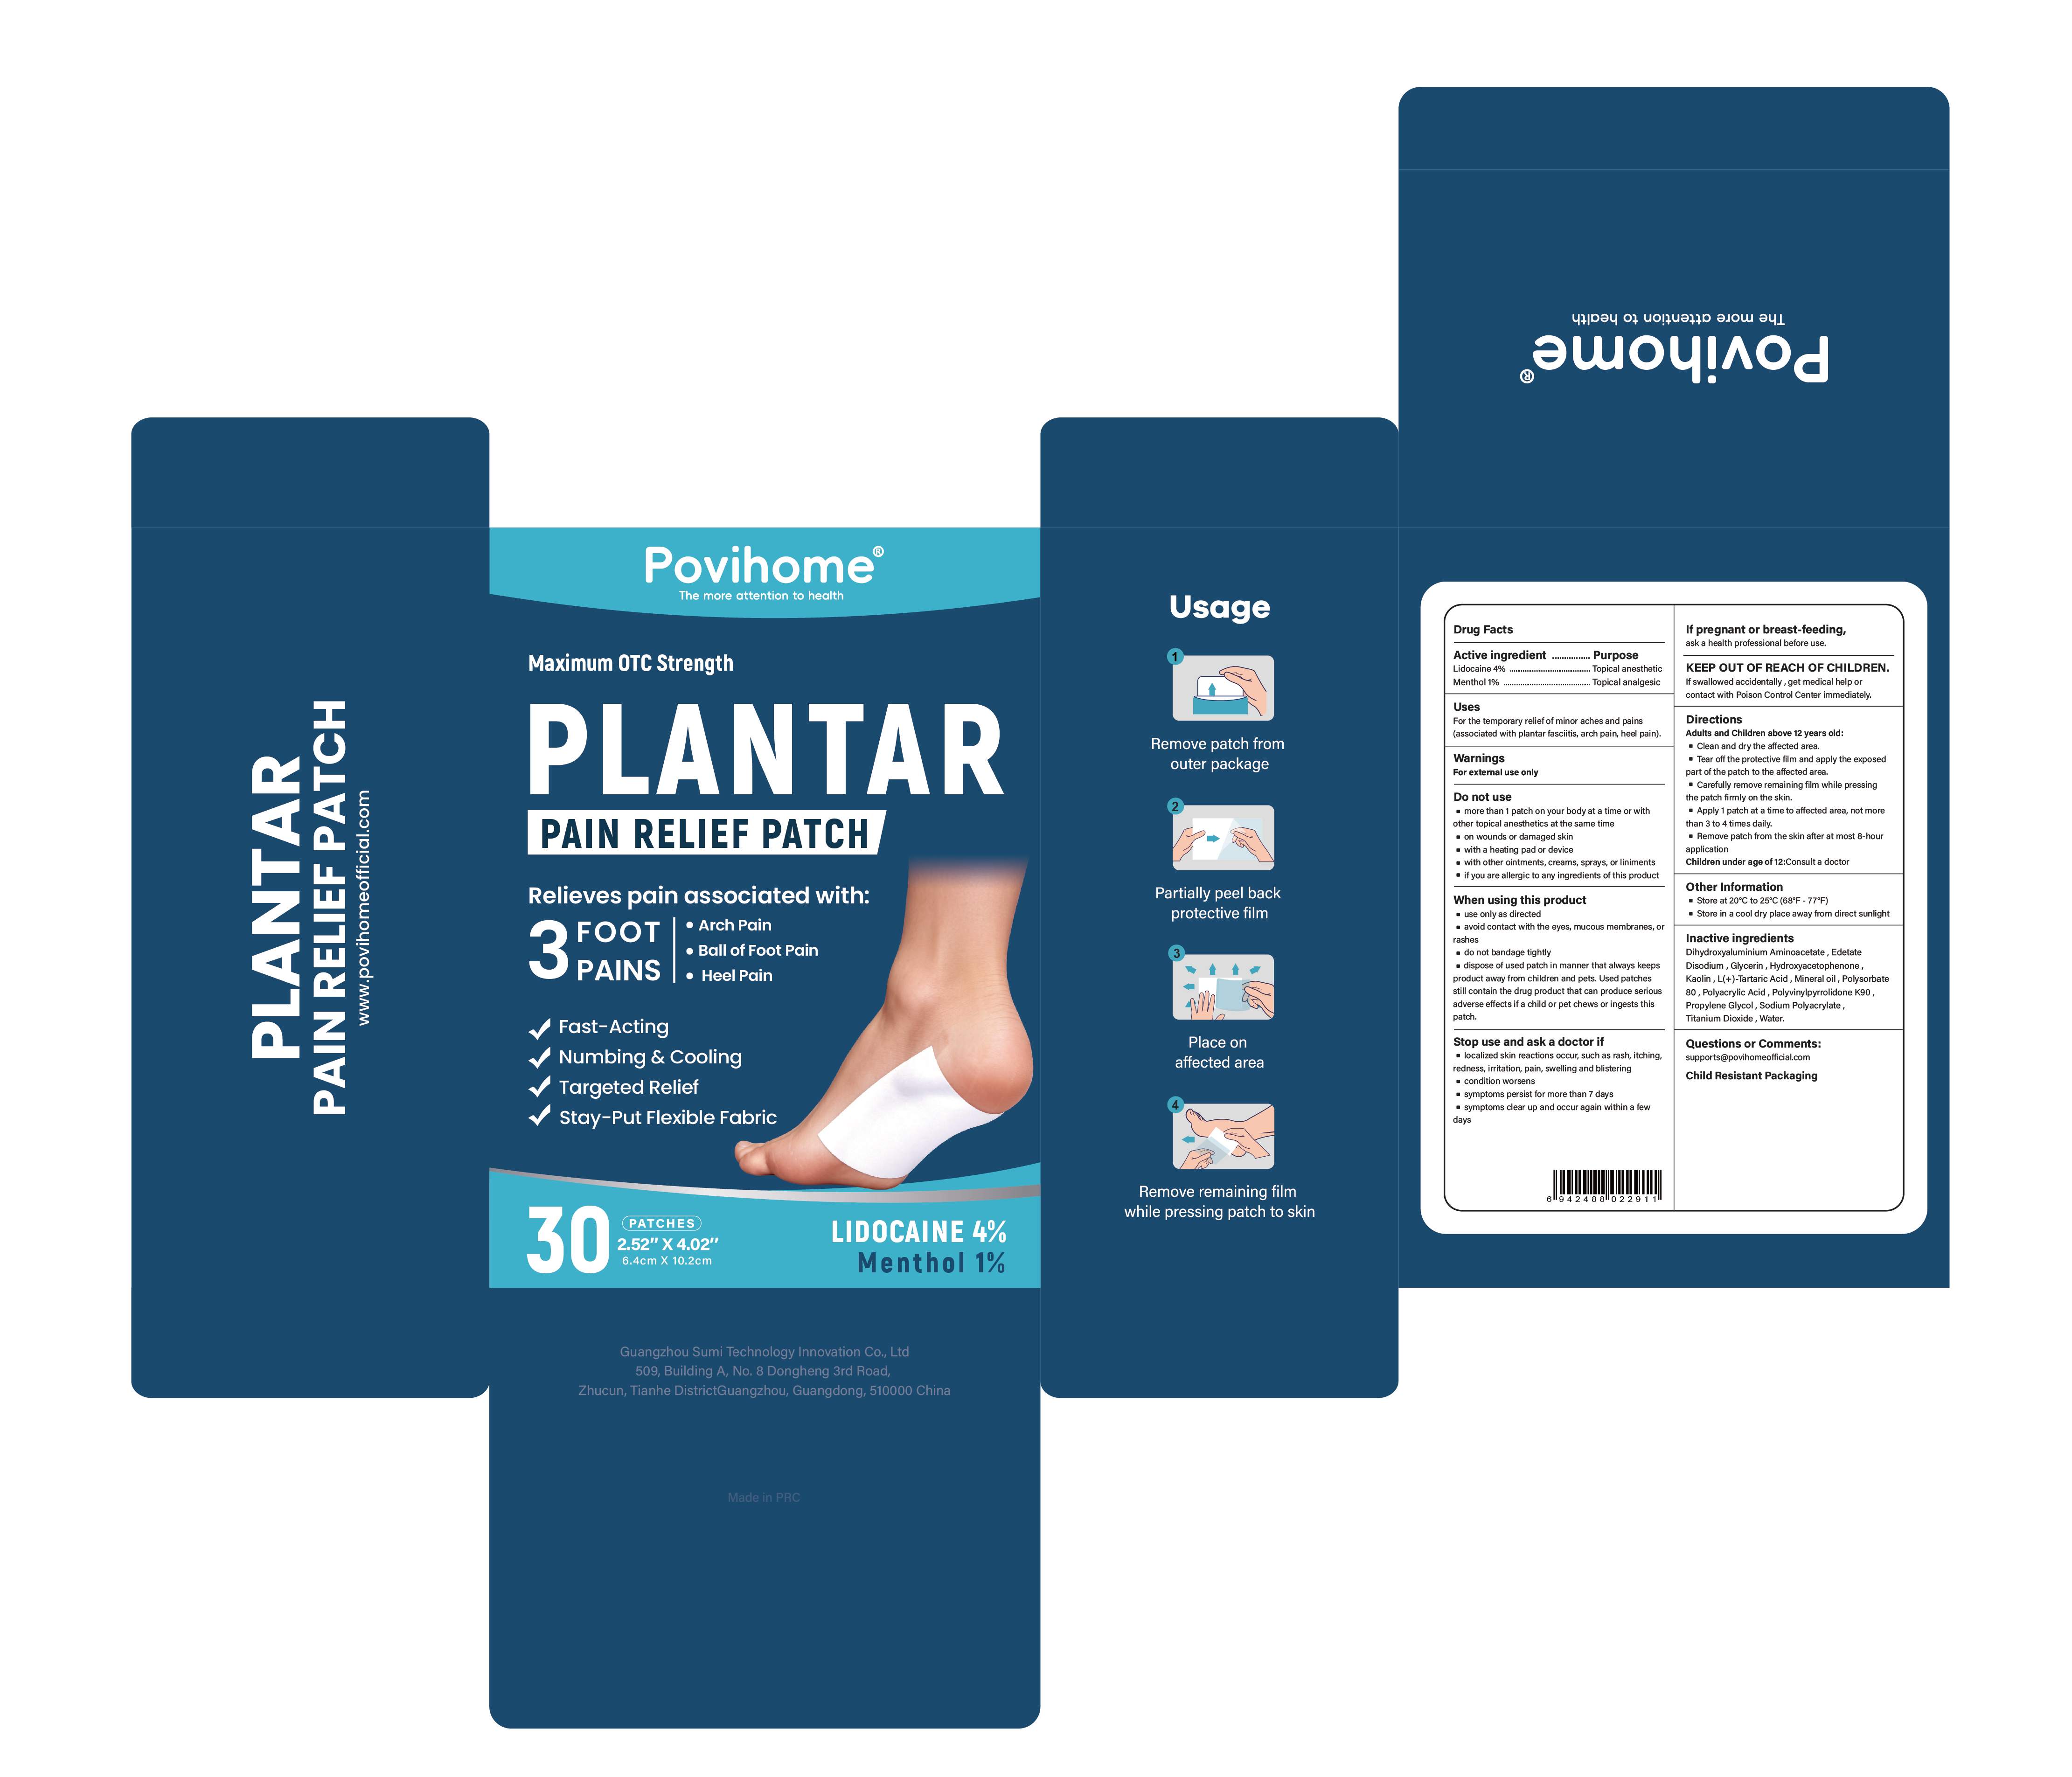 PLANTAR
PAIN RELIEF PATCH
www.povihomeofficial.com
Povihome®
The more attention to health
Maximum OTC Strength
PLANTAR
PAIN RELIEF PATCH
Relieves pain associated with:
3 FOOT PAINS
• Arch Pain
• Ball of Foot Pain
• Heel Pain
✓ Fast-Acting
✓ Numbing & Cooling
✓ Targeted Relief
✓ Stay-Put Flexible Fabric
30 PATCHES
2.52″ X 4.02″
6.4cm X 10.2cm
LIDOCAINE 4%
Menthol 1%
Guangzhou Sumi Technology Innovation Co., Ltd
509, Building A, No. 8 Dongheng 3rd Road,
Zhucun, Tianhe DistrictGuangzhou, Guangdong, 510000 China
Made in PRC
Usage
1
Remove patch from
outer package
2
Partially peel back
protective film
3
Place on
affected area
4
Remove remaining film
while pressing patch to skin
Povihome®
The more attention to health
Drug Facts
Active ingredient ................ Purpose
Lidocaine 4% ........................................ Topical anesthetic
Menthol 1% ........................................... Topical analgesic
Uses
For the temporary relief of minor aches and pains
(associated with plantar fasciitis, arch pain, heel pain).
Warnings
For external use only
Do not use
▪ more than 1 patch on your body at a time or with
other topical anesthetics at the same time
▪ on wounds or damaged skin
▪ with a heating pad or device
▪ with other ointments, creams, sprays, or liniments
▪ if you are allergic to any ingredients of this product
When using this product
▪ use only as directed
▪ avoid contact with the eyes, mucous membranes, or
rashes
▪ do not bandage tightly
▪ dispose of used patch in manner that always keeps
product away from children and pets. Used patches
still contain the drug product that can produce serious
adverse effects if a child or pet chews or ingests this
patch.
Stop use and ask a doctor if
▪ localized skin reactions occur, such as rash, itching,
redness, irritation, pain, swelling and blistering
▪ condition worsens
▪ symptoms persist for more than 7 days
▪ symptoms clear up and occur again within a few
days
6 942488 022911
If pregnant or breast-feeding,
ask a health professional before use.
KEEP OUT OF REACH OF CHILDREN.
If swallowed accidentally , get medical help or
contact with Poison Control Center immediately.
Directions
Adults and Children above 12 years old:
▪ Clean and dry the affected area.
▪ Tear off the protective film and apply the exposed
part of the patch to the affected area.
▪ Carefully remove remaining film while pressing
the patch firmly on the skin.
▪ Apply 1 patch at a time to affected area, not more
than 3 to 4 times daily.
▪ Remove patch from the skin after at most 8-hour
application
Children under age of 12:Consult a doctor
Other Information
▪ Store at 20°C to 25°C (68°F - 77°F)
▪ Store in a cool dry place away from direct sunlight
Inactive ingredients
Dihydroxyaluminium Aminoacetate , Edetate
Disodium , Glycerin , Hydroxyacetophenone ,
Kaolin , L(+)-Tartaric Acid , Mineral oil , Polysorbate
80 , Polyacrylic Acid , Polyvinylpyrrolidone K90 ,
Propylene Glycol , Sodium Polyacrylate ,
Titanium Dioxide , Water.
Questions or Comments:
supports@povihomeofficial.com
Child Resistant Packaging